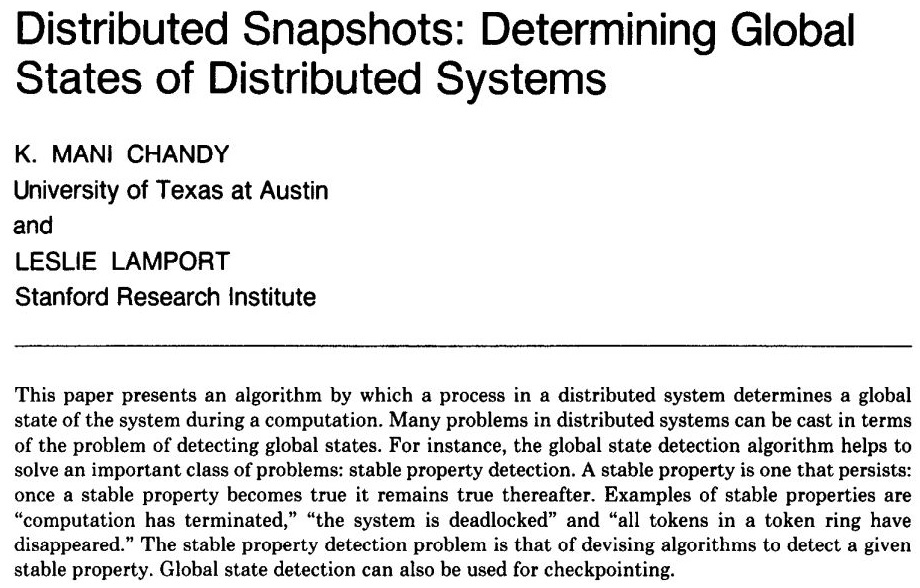 Distributed Snapshots: Determining Global
States of Distributed Systems
K. MANI CHANDY
University of Texas at Austin
and
LESLIE LAMPORT
Stanford Research Institute
This paper presents an algorithm by which a process in a distributed system determines a global
state of the system during a computation. Many problems in distributed systems can be cast in terms
of the problem of detecting global states. For instance, the global state detection algorithm helps to
solve an important class of problems: stable property detection. A stable property is one that persists:
once a stable property becomes true it remains true thereafter. Examples of stable properties are
“computation has terminated,” “the system is deadlocked” and “all tokens in a token ring have
disappeared.” The stable property detection problem is that of devising algorithms to detect a given
stable property. Global state detection can also be used for checkpointing.